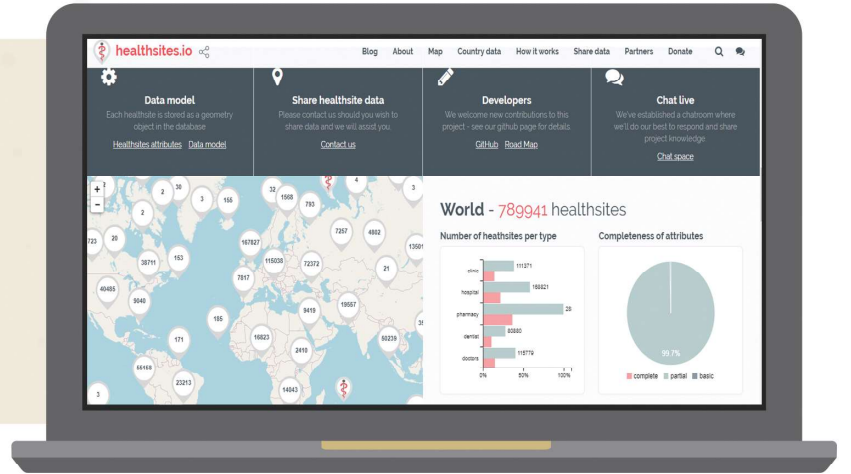 healthsites.io
Blog About Map Country data How it works Share data Partners Donate
Data model
Each healthsite is stored as a geometry
object in the database
Healthsites attributes Data model
Share healthsite data
Please contact us should you wish to
share data and we will assist you
Contact us
Developers
We welcome new contributions to this
project - see our github page for details
GitHub Road Map
Chat live
We've established a chatroom where
we'll do our best to respond and share
project knowledge
Chat space
+
-
2
30
3
155
2
32
1568
793
4
3
723
20
38711
163
167827
7257
4882
13501
115038
72372
7817
21
40485
9040
185
9419
19557
171
16823
2410
80239
65168
23213
14043
3
World - 789941 healthsites
Number of heathsites per type
clinic 111371
hospital
pharmacy 28
dentist 80880
doctors 115779
0% 50% 100%
Completeness of attributes
99.7%
complete partial basic